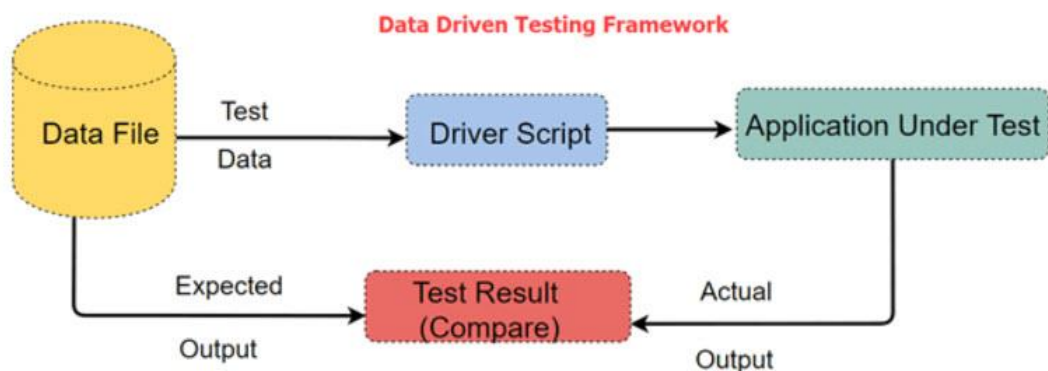 Data Driven Testing Framework
Data File
Test
Data
Driver Script
Application Under Test
Expected
Output
Test Result
(Compare)
Actual
Output